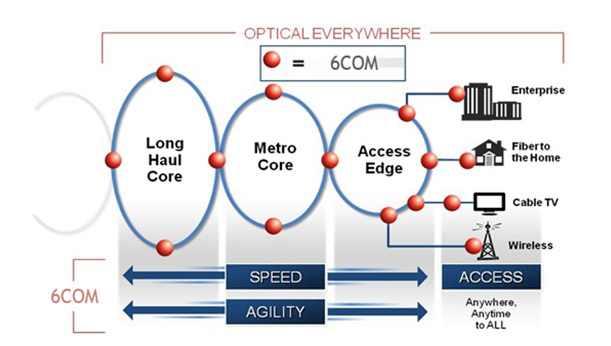 OPTICAL EVERYWHERE
= 6COM
Long
Haul
Core
Metro
Core
Access
Edge
Enterprise
Fiber to
the Home
Cable TV
Wireless
6COM
SPEED
AGILITY
ACCESS
Anywhere,
Anytime
to ALL